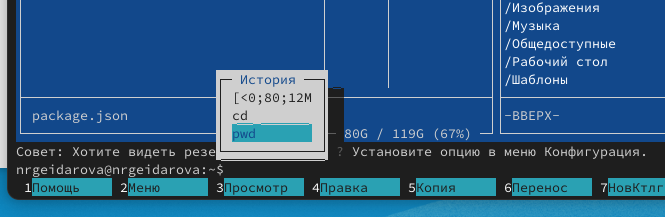 /Изображения
/Музыка
/Общедоступные
/Рабочий стол
/Шаблоны
История
[<0;80;12M
cd
pwd
package.json
-ВВЕРХ-
80G / 119G (67%)
Совет: Хотите видеть резе ? Установите опцию в меню Конфигурация.
nrgeidarova@nrgeidarova:~$
1Помощь 2Меню 3Просмотр 4Правка 5Копия 6Перенос 7НовКтлг